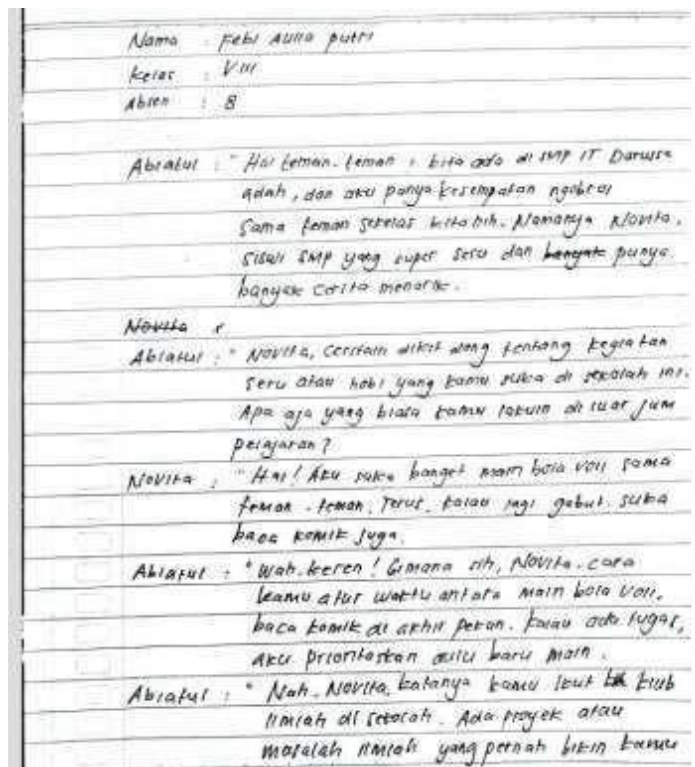 Nama : Febi Aulia putri
Kelas : VIII
Absen : 8
Abiatul : " Hai teman-teman, kita ada di SMP IT Darussa
adah, dan aku punya kesempatan ngobrol
Sama teman sekelas kita nih. Namanya Novita,
siswi SMP yang super seru dan banyak punya
banyak cerita menarik.
Novita :
Abiatul : " Novita, ceritain dikit dong tentang kegiatan
seru atau hobi yang kamu suka di sekolah ini.
Apa aja yang biasa kamu lakuin di luar jam
pelajaran?
Novita : " Hai! Aku suka banget main bola voli sama
teman-teman. Terus, kalau lagi gabut, suka
baca komik juga.
Abiatul : " Wah, keren! Gimana nih, Novita, cara
kamu atur waktu antara main bola voli,
baca komik di akhir pekan. Kalau ada tugas,
aku prioritaskan dulu baru main.
Abiatul : " Nah, Novita, katanya kamu ikut klub
ilmiah di sekolah. Ada proyek atau
masalah ilmiah yang pernah bikin kamu